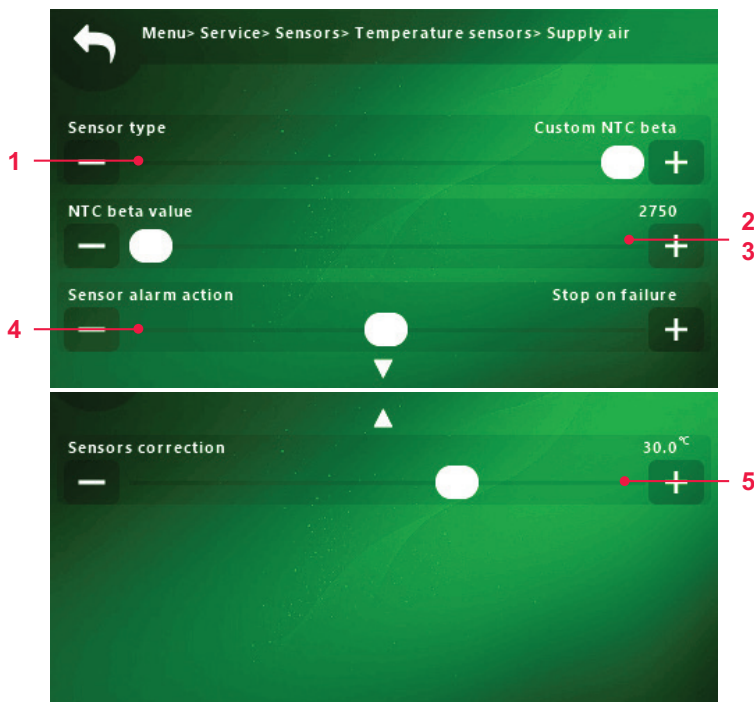 Menu> Service> Sensors> Temperature sensors> Supply air
Sensor type Custom NTC beta
1
NTC beta value 2750
2
3
Sensor alarm action Stop on failure
4
Sensors correction 30.0°C
5